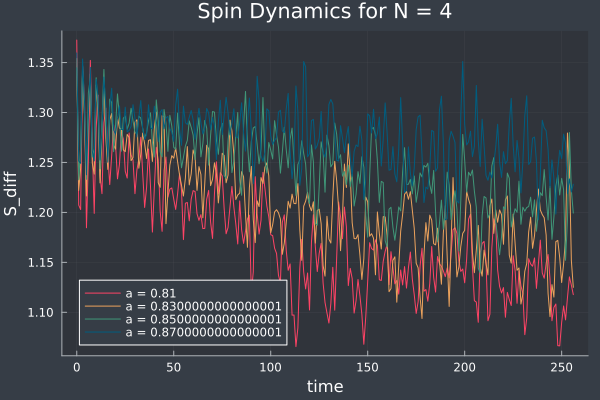 Spin Dynamics for N = 4
S_diff
1.35
1.30
1.25
1.20
1.15
1.10
a = 0.81
a = 0.8300000000000001
a = 0.8500000000000001
a = 0.8700000000000001
0 50 100 150 200 250
time